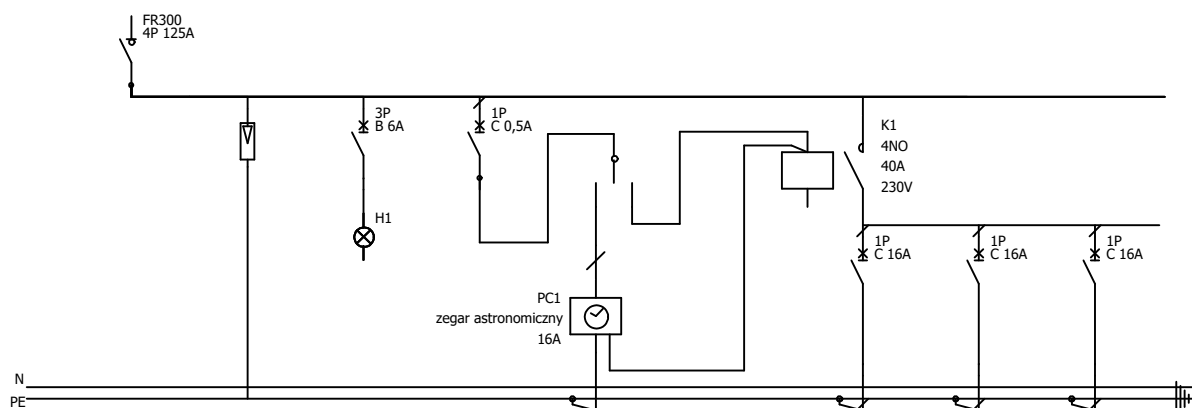 FR300
4P 125A
3P
B 6A
1P
C 0,5A
K1
4NO
40A
230V
H1
1P
C 16A
1P
C 16A
1P
C 16A
PC1
zegar astronomiczny
16A
N
PE